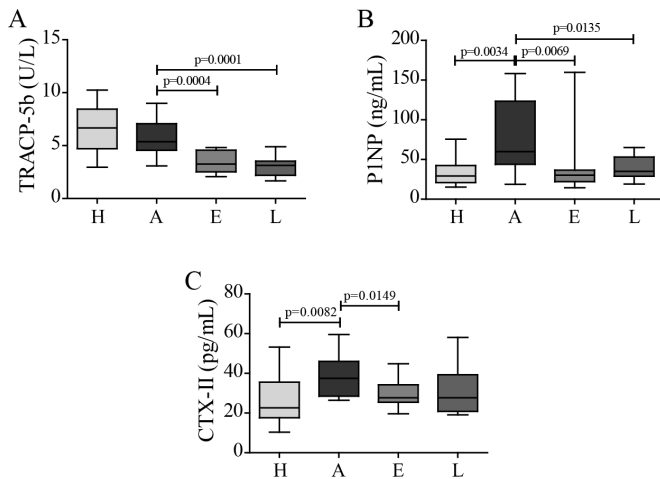 A
TRACP-5b (U/L)
15
10
5
0
p=0.0001
p=0.0004
H A E L
B
P1NP (ng/mL)
200
150
100
50
0
p=0.0135
p=0.0034 p=0.0069
H A E L
C
CTX-II (pg/mL)
80
60
40
20
0
p=0.0149
p=0.0082
H A E L